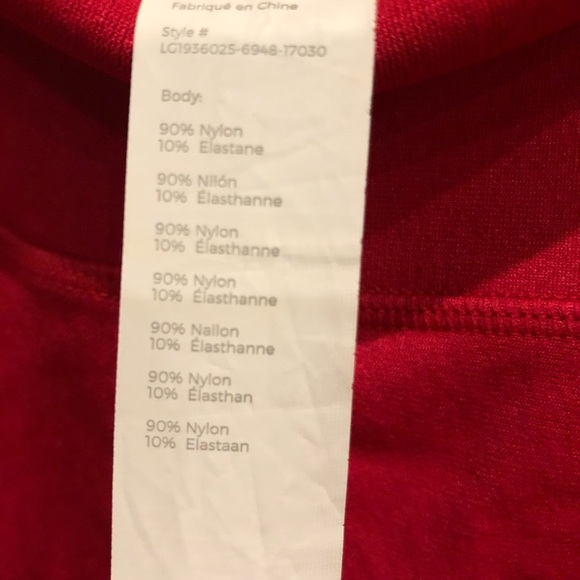 Fabriqué en Chine
Style #
LG1936025-6948-17030
Body:
90% Nylon
10% Elastane
90% Nilón
10% Élasthanne
90% Nylon
10% Élasthanne
90% Nylon
10% Élasthanne
90% Nailon
10% Élasthanne
90% Nylon
10% Élasthan
90% Nylon
10% Elastaan